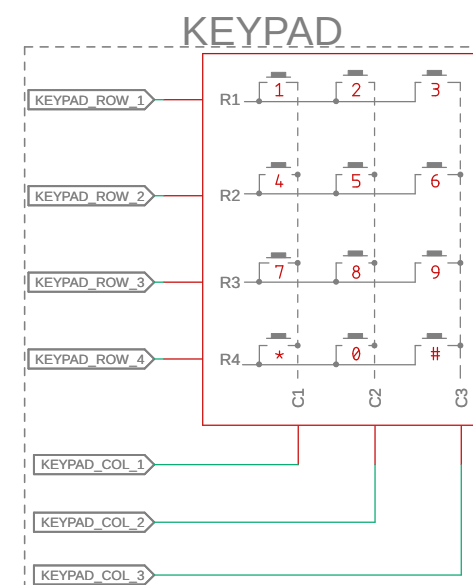 KEYPAD
KEYPAD_ROW_1
R1
1
2
3
KEYPAD_ROW_2
R2
4
5
6
KEYPAD_ROW_3
R3
7
8
9
KEYPAD_ROW_4
R4
*
0
#
C1
C2
C3
KEYPAD_COL_1
KEYPAD_COL_2
KEYPAD_COL_3